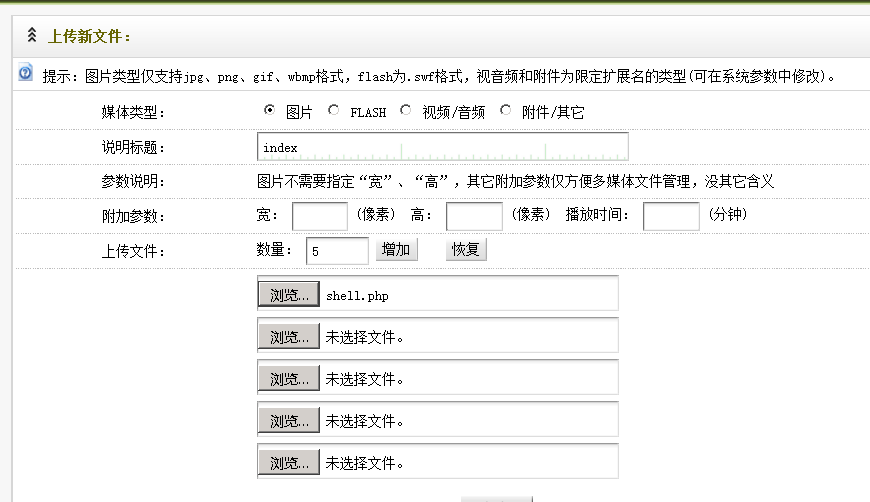 上传新文件:
提示:图片类型仅支持jpg、png、gif、wbmp格式,flash为.swf格式,视音频和附件为限定扩展名的类型(可在系统参数中修改)。
媒体类型: 图片 FLASH 视频/音频 附件/其它
说明标题: index
参数说明: 图片不需要指定“宽”、“高”,其它附加参数仅方便多媒体文件管理,没其它含义
附加参数: 宽: (像素) 高: (像素) 播放时间: (分钟)
上传文件: 数量: 5 增加 恢复
浏览... shell.php
浏览... 未选择文件。
浏览... 未选择文件。
浏览... 未选择文件。
浏览... 未选择文件。